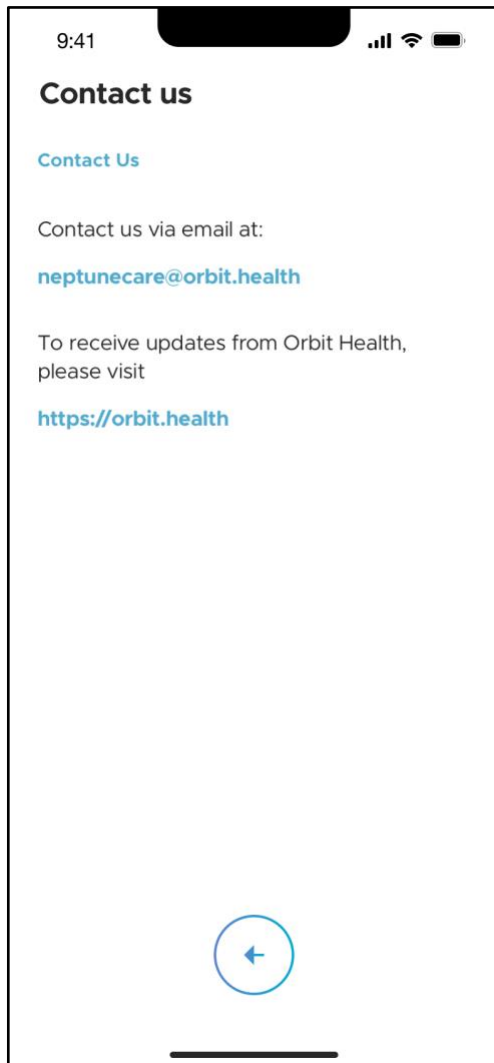 9:41
Contact us
Contact Us
Contact us via email at:
neptunecare@orbit.health
To receive updates from Orbit Health,
please visit
https://orbit.health